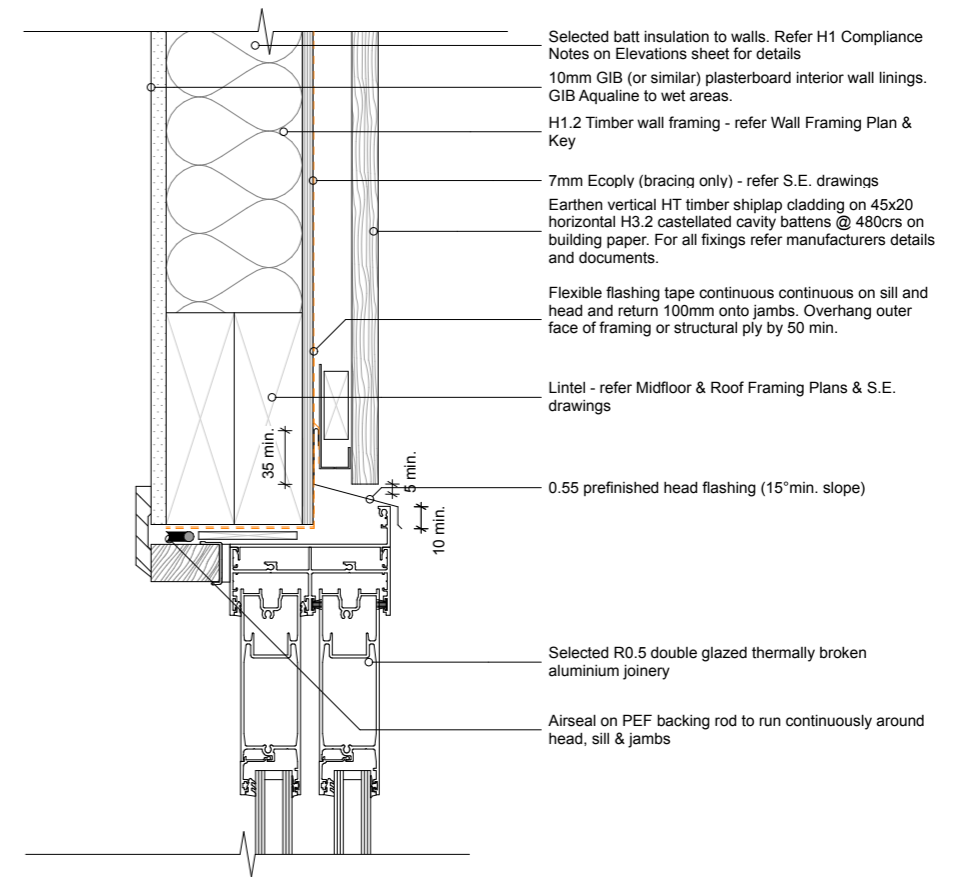 Selected batt insulation to walls. Refer H1 Compliance
Notes on Elevations sheet for details
10mm GIB (or similar) plasterboard interior wall linings.
GIB Aqualine to wet areas.
H1.2 Timber wall framing - refer Wall Framing Plan &
Key
7mm Ecoply (bracing only) - refer S.E. drawings
Earthen vertical HT timber shiplap cladding on 45x20
horizontal H3.2 castellated cavity battens @ 480crs on
building paper. For all fixings refer manufacturers details
and documents.
Flexible flashing tape continuous continuous on sill and
head and return 100mm onto jambs. Overhang outer
face of framing or structural ply by 50 min.
Lintel - refer Midfloor & Roof Framing Plans & S.E.
drawings
35 min.
5 min.
10 min.
0.55 prefinished head flashing (15°min. slope)
Selected R0.5 double glazed thermally broken
aluminium joinery
Airseal on PEF backing rod to run continuously around
head, sill & jambs